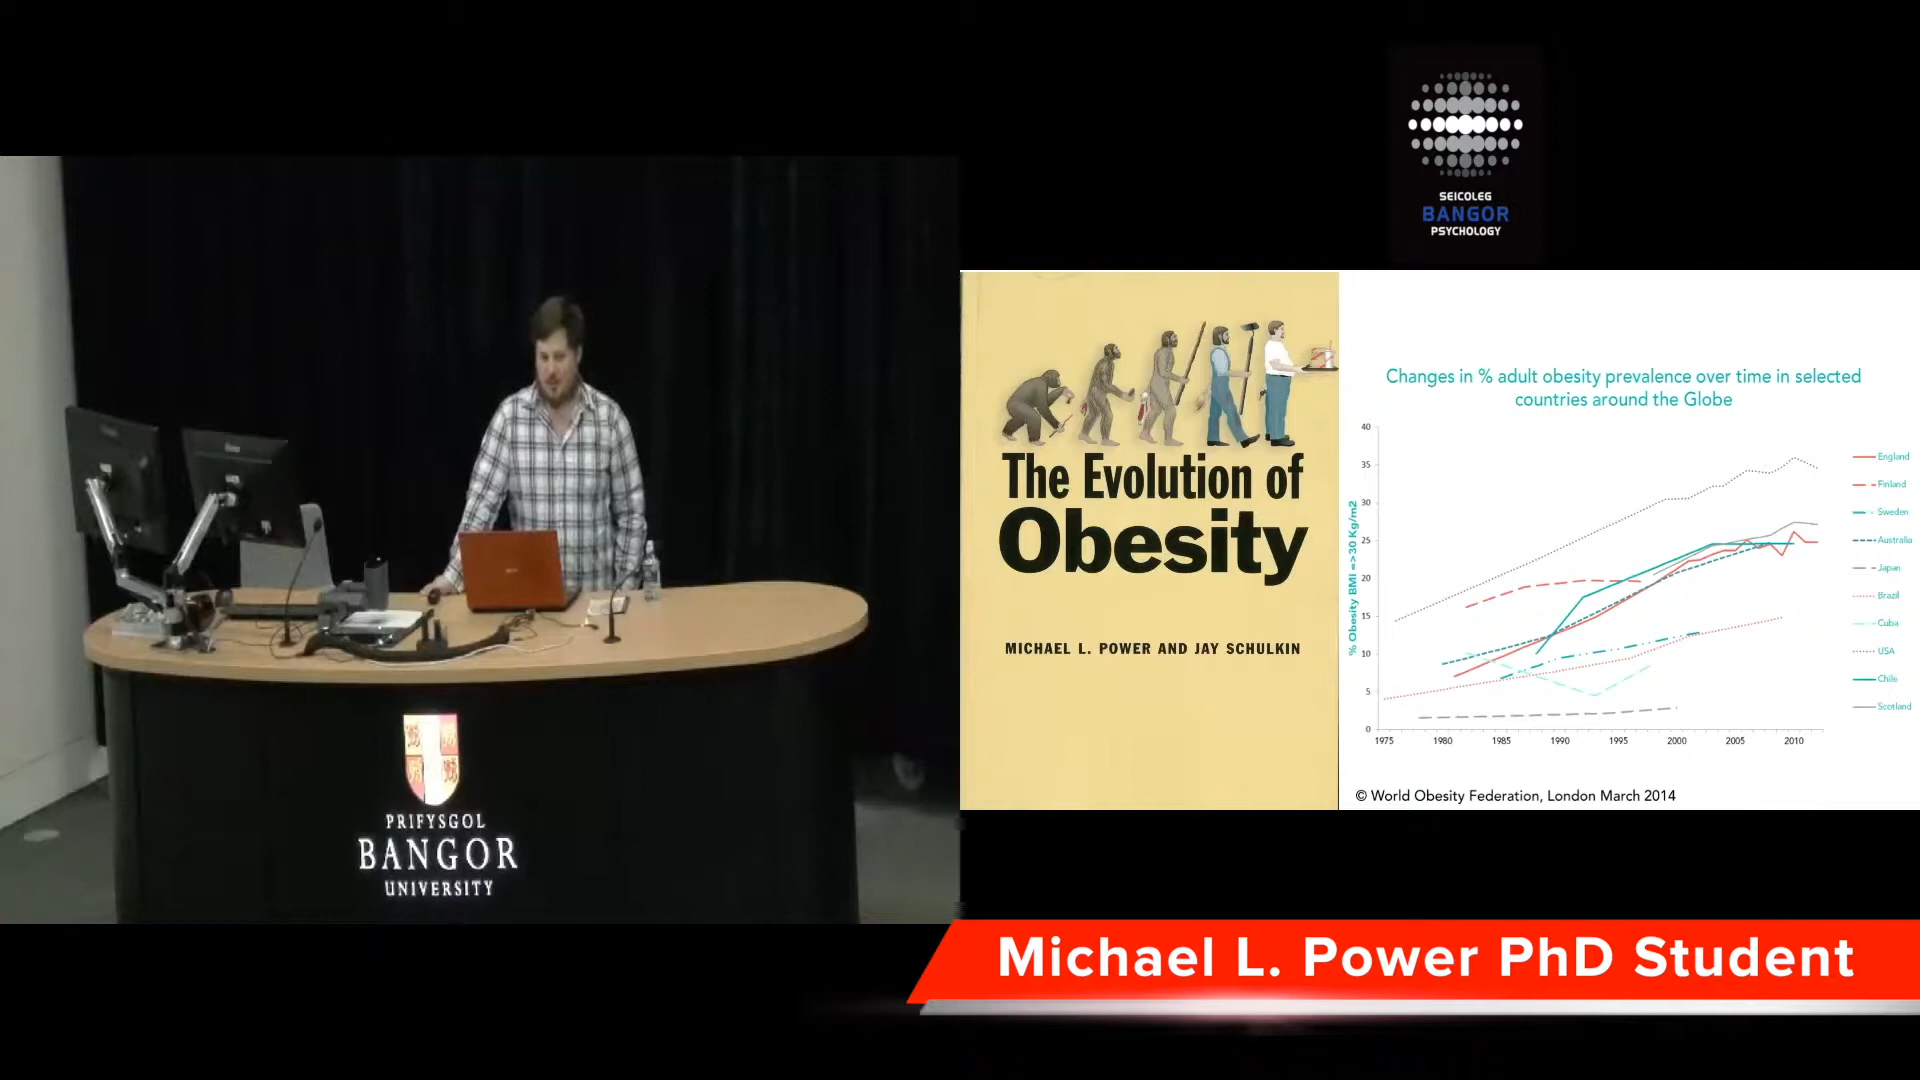 SEICOLEG
BANGOR
PSYCHOLOGY
The Evolution of
Obesity
MICHAEL L. POWER AND JAY SCHULKIN
Changes in % adult obesity prevalence over time in selected
countries around the Globe
% Obesity BMI =>30 Kg/m2
40
35
30
25
20
15
10
5
0
1975 1980 1985 1990 1995 2000 2005 2010
England
Finland
Sweden
Australia
Japan
Brazil
Cuba
USA
Chile
Scotland
© World Obesity Federation, London March 2014
PRIFYSGOL
BANGOR
UNIVERSITY
Michael L. Power PhD Student